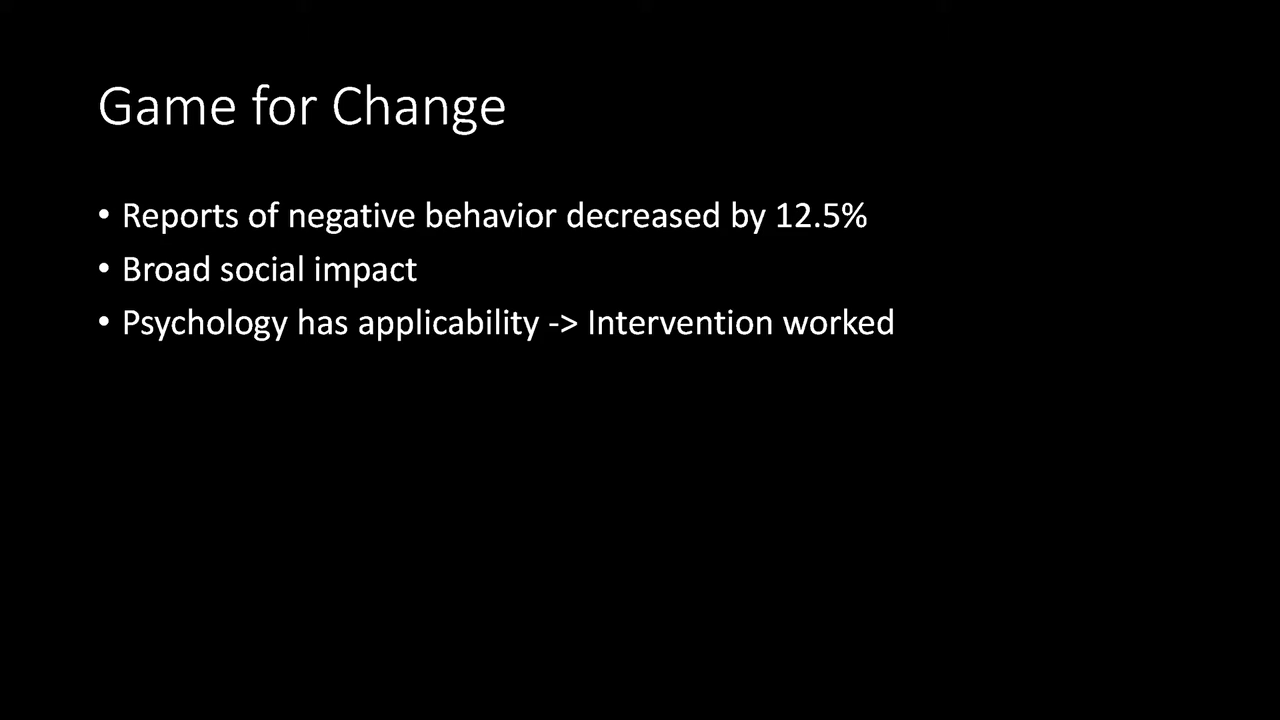 Game for Change
• Reports of negative behavior decreased by 12.5%
• Broad social impact
• Psychology has applicability -> Intervention worked